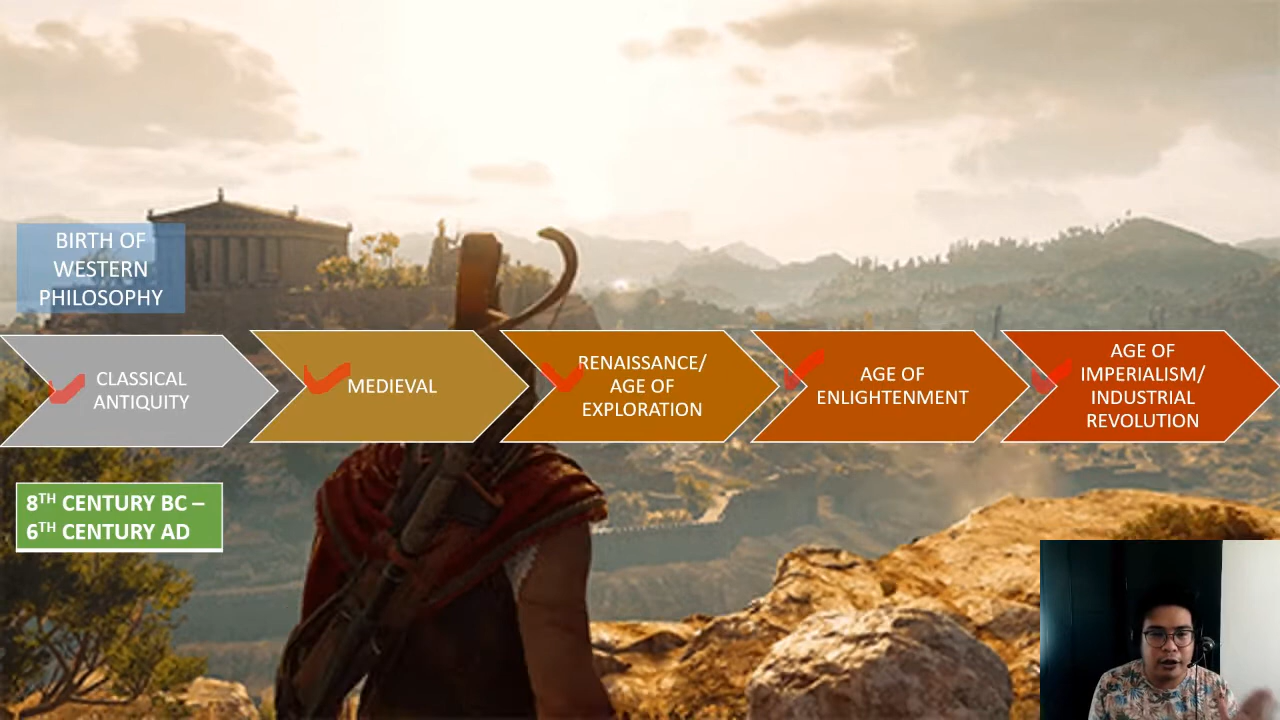 BIRTH OF
WESTERN
PHILOSOPHY
CLASSICAL
ANTIQUITY
MEDIEVAL
RENAISSANCE/
AGE OF
EXPLORATION
AGE OF
ENLIGHTENMENT
AGE OF
IMPERIALISM/
INDUSTRIAL
REVOLUTION
8TH CENTURY BC –
6TH CENTURY AD